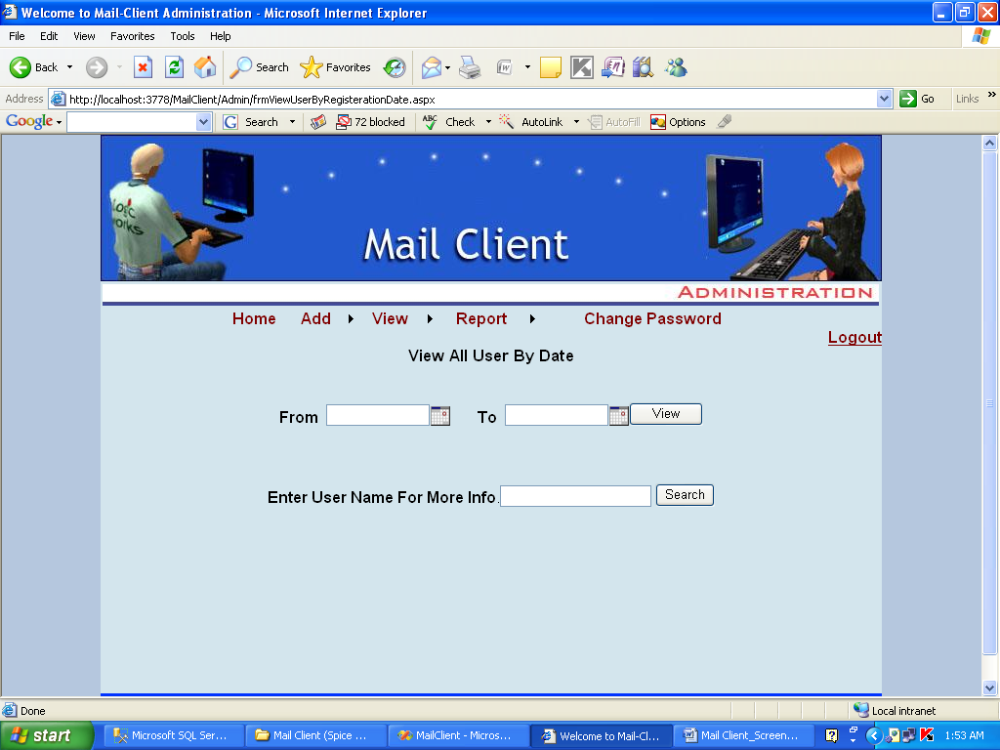 Welcome to Mail-Client Administration - Microsoft Internet Explorer
File Edit View Favorites Tools Help
Back Search Favorites
Address http://localhost:3778/MailClient/Admin/frmViewUserByRegisterationDate.aspx Go Links »
Google G Search 72 blocked ABC Check AutoLink AutoFill Options
LOGIC
WORKS
Mail Client
ADMINISTRATION
Home Add View Report Change Password
Logout
View All User By Date
From To View
Enter User Name For More Info. Search
Done Local intranet
start Microsoft SQL Ser... Mail Client (Spice ... MailClient - Micros... Welcome to Mail-Cl... Mail Client_Screen... 1:53 AM